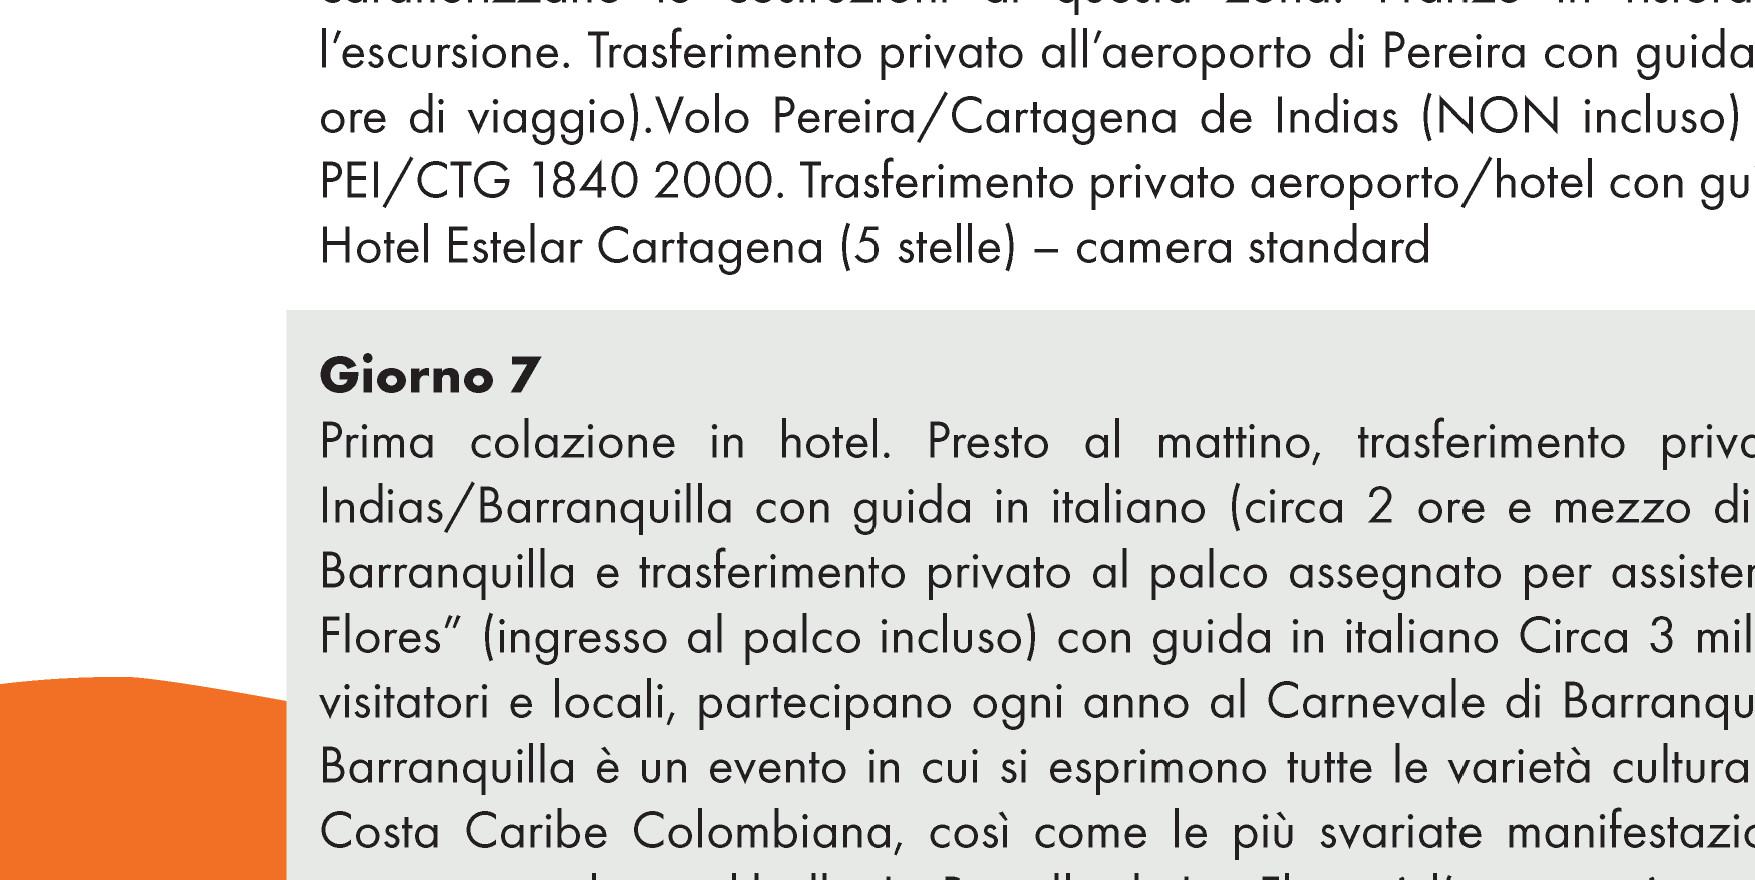 l’escursione. Trasferimento privato all’aeroporto di Pereira con guida
ore di viaggio).Volo Pereira/Cartagena de Indias (NON incluso)
PEI/CTG 1840 2000. Trasferimento privato aeroporto/hotel con
Hotel Estelar Cartagena (5 stelle) – camera standard
Giorno 7
Prima colazione in hotel. Presto al mattino, trasferimento
Indias/Barranquilla con guida in italiano (circa 2 ore e mezzo di
Barranquilla e trasferimento privato al palco assegnato per
Flores” (ingresso al palco incluso) con guida in italiano Circa 3
visitatori e locali, partecipano ogni anno al Carnevale di
Barranquilla è un evento in cui si esprimono tutte le varietà
Costa Caribe Colombiana, così come le più svariate